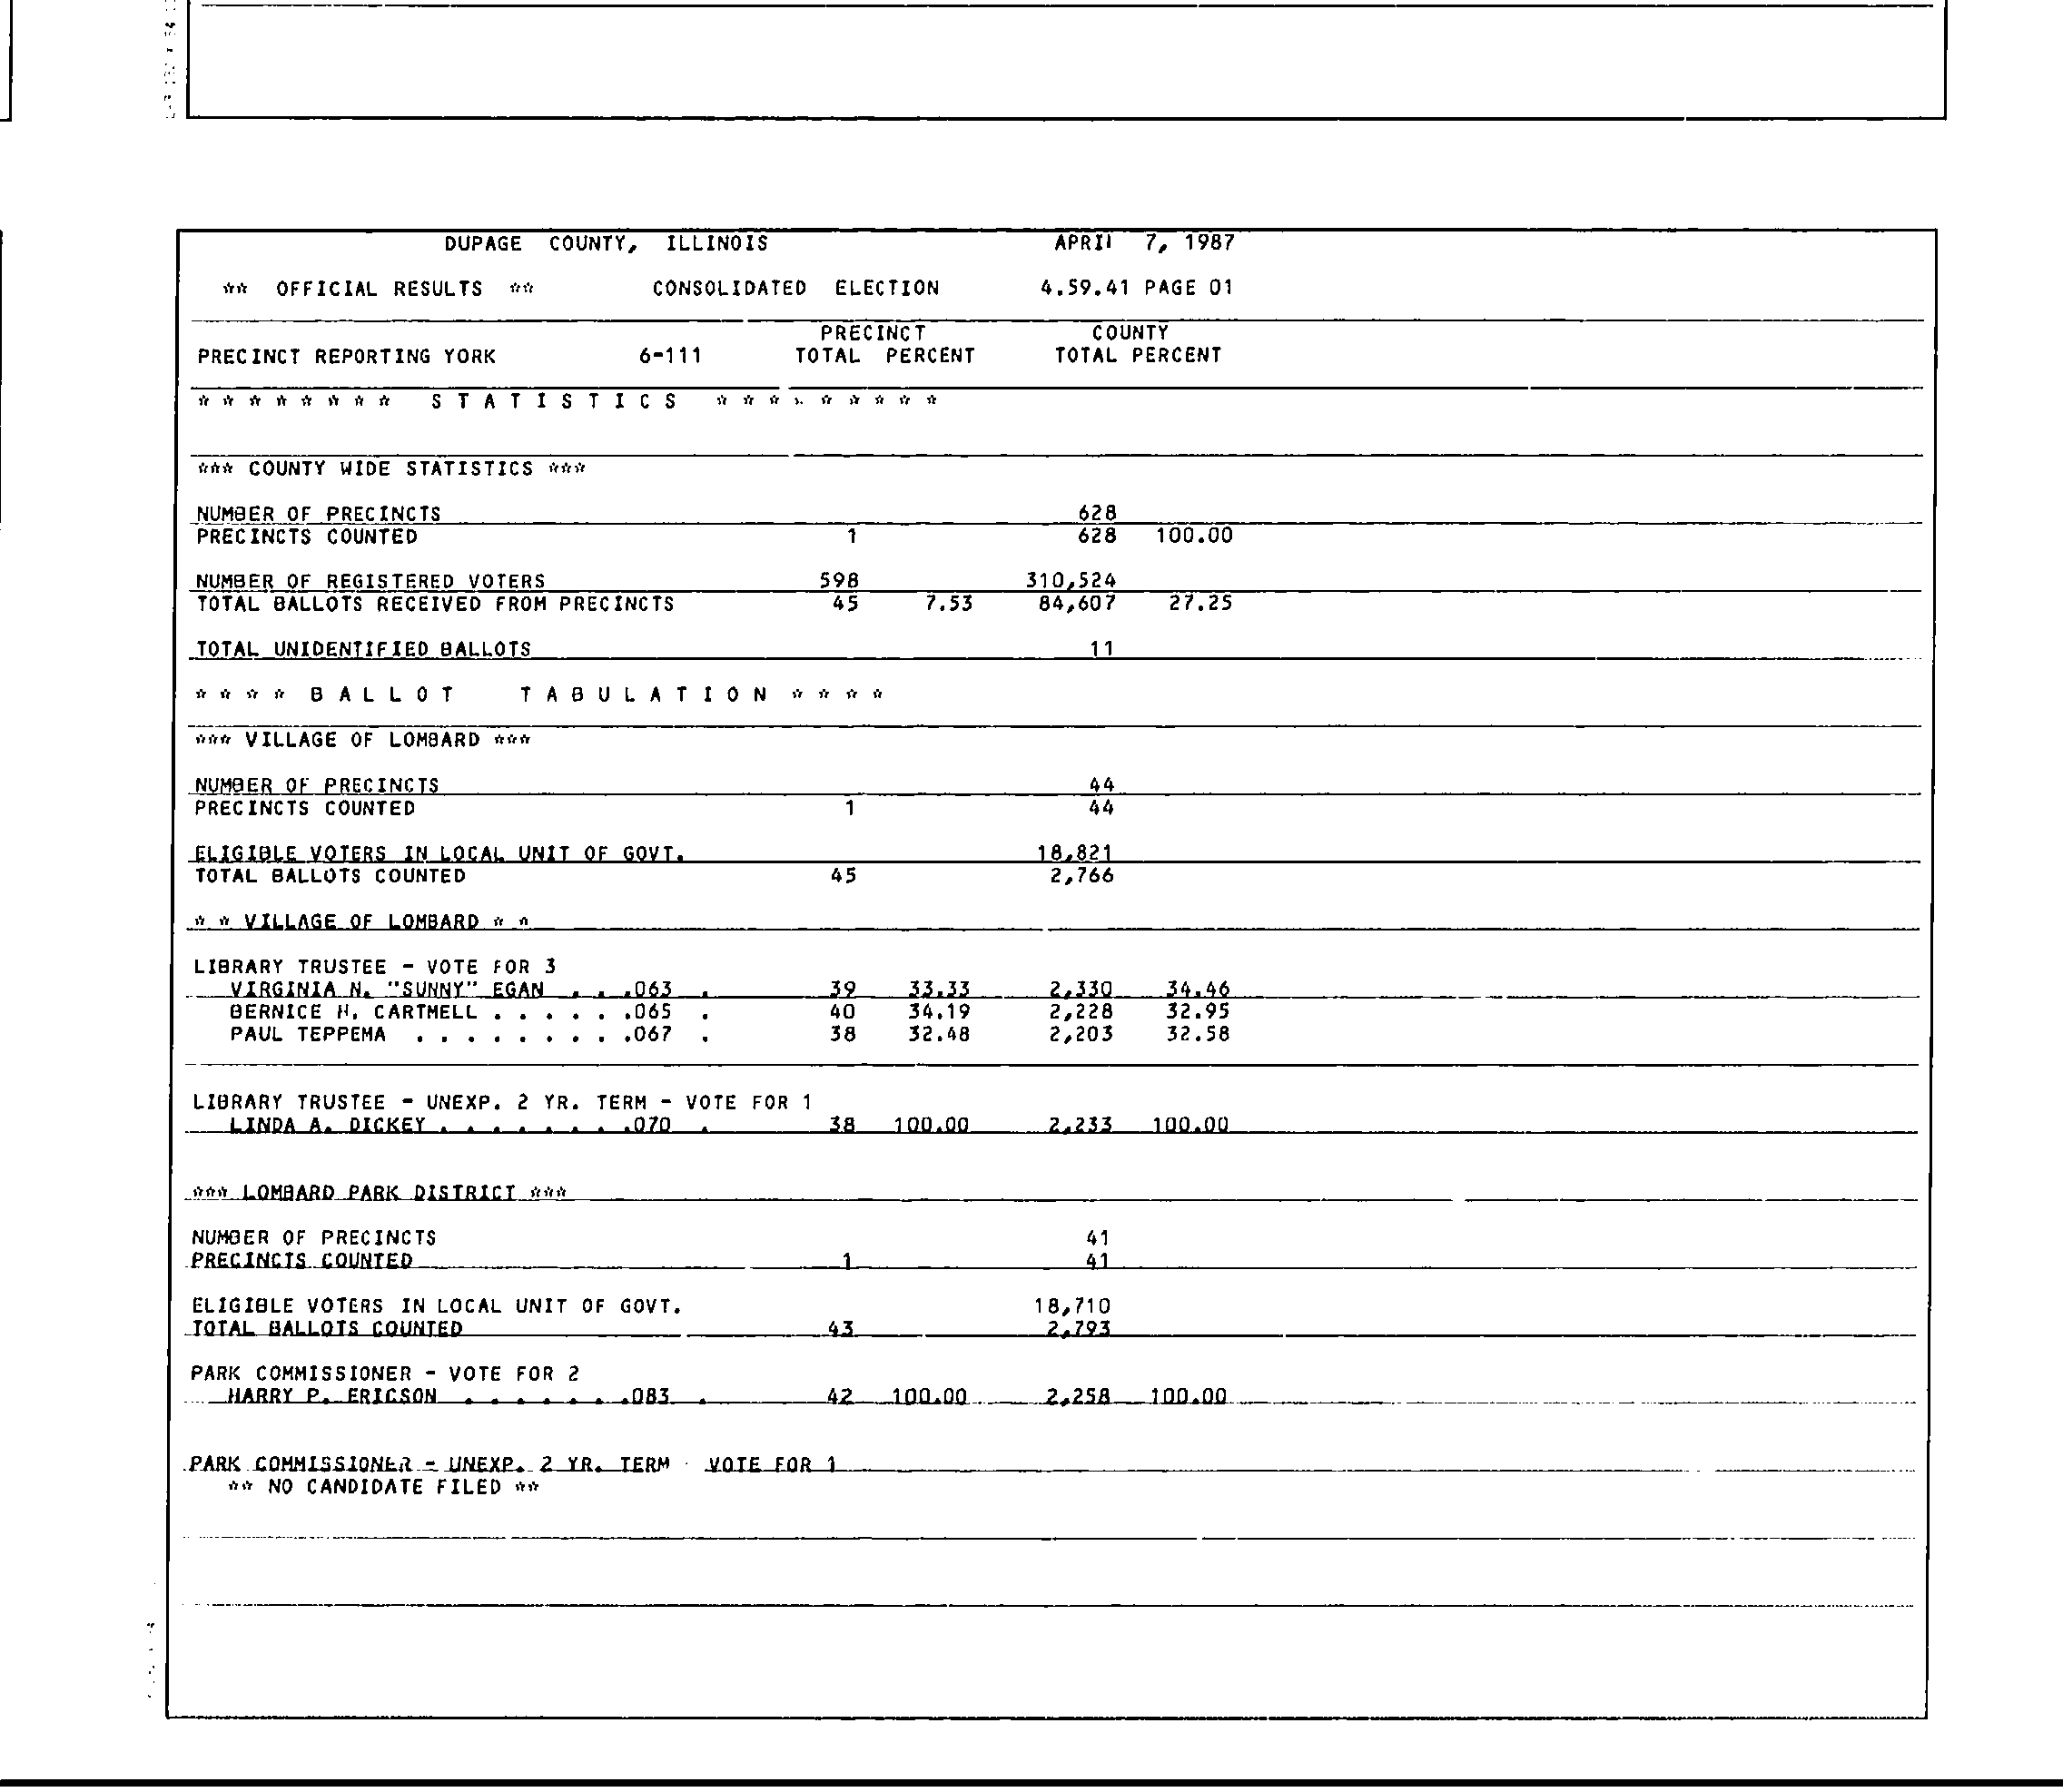 DUPAGE COUNTY, ILLINOIS APRIL 7, 1987
** OFFICIAL RESULTS ** CONSOLIDATED ELECTION 4.59.41 PAGE 01
PRECINCT COUNTY
PRECINCT REPORTING YORK 6-111 TOTAL PERCENT TOTAL PERCENT
* * * * * * * * S T A T I S T I C S * * * * * * * * *
*** COUNTY WIDE STATISTICS ***
NUMBER OF PRECINCTS 628
PRECINCTS COUNTED 1 628 100.00
NUMBER OF REGISTERED VOTERS 598 310,524
TOTAL BALLOTS RECEIVED FROM PRECINCTS 45 7.53 84,607 27.25
TOTAL UNIDENTIFIED BALLOTS 11
* * * * B A L L O T T A B U L A T I O N * * * *
*** VILLAGE OF LOMBARD ***
NUMBER OF PRECINCTS 44
PRECINCTS COUNTED 1 44
ELIGIBLE VOTERS IN LOCAL UNIT OF GOVT. 18,821
TOTAL BALLOTS COUNTED 45 2,766
* * VILLAGE OF LOMBARD * *
LIBRARY TRUSTEE - VOTE FOR 3
VIRGINIA N. "SUNNY" EGAN . . .063 . 39 33.33 2,330 34.46
BERNICE H. CARTMELL . . . . . .065 . 40 34.19 2,228 32.95
PAUL TEPPEMA . . . . . . . . .067 . 38 32.48 2,203 32.58
LIBRARY TRUSTEE - UNEXP. 2 YR. TERM - VOTE FOR 1
LINDA A. DICKEY . . . . . . . .070 . 38 100.00 2,233 100.00
*** LOMBARD PARK DISTRICT ***
NUMBER OF PRECINCTS 41
PRECINCTS COUNTED 1 41
ELIGIBLE VOTERS IN LOCAL UNIT OF GOVT. 18,710
TOTAL BALLOTS COUNTED 43 2,793
PARK COMMISSIONER - VOTE FOR 2
HARRY P. ERICSON . . . . . . .083 . 42 100.00 2,258 100.00
PARK COMMISSIONER - UNEXP. 2 YR. TERM - VOTE FOR 1
** NO CANDIDATE FILED **